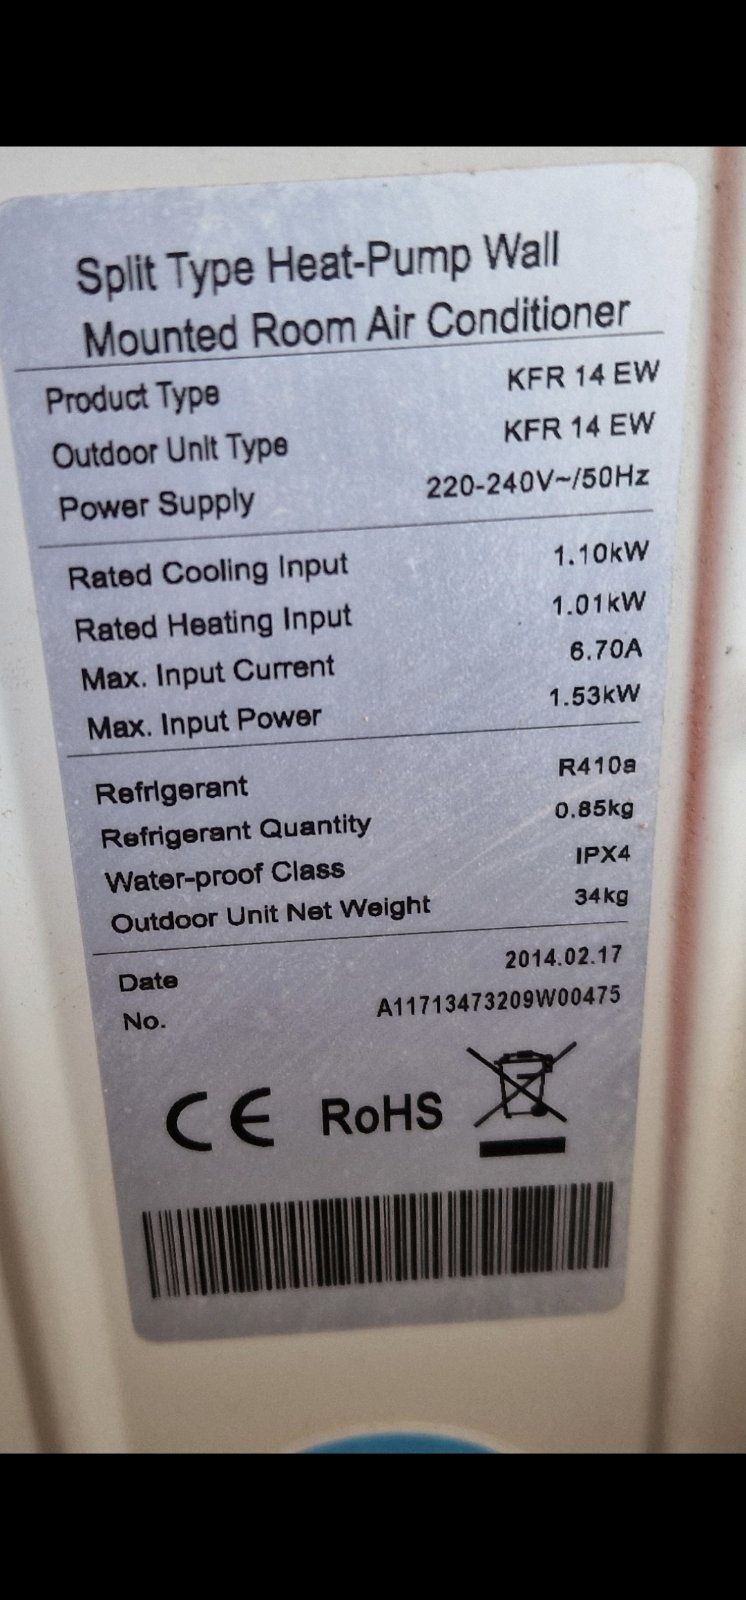 Split Type Heat-Pump Wall
Mounted Room Air Conditioner
Product Type KFR 14 EW
Outdoor Unit Type KFR 14 EW
Power Supply 220-240V~/50Hz
Rated Cooling Input 1.10kW
Rated Heating Input 1.01kW
Max. Input Current 6.70A
Max. Input Power 1.53kW
Refrigerant R410a
Refrigerant Quantity 0.85kg
Water-proof Class IPX4
Outdoor Unit Net Weight 34kg
Date 2014.02.17
No. A11713473209W00475
CE RoHS